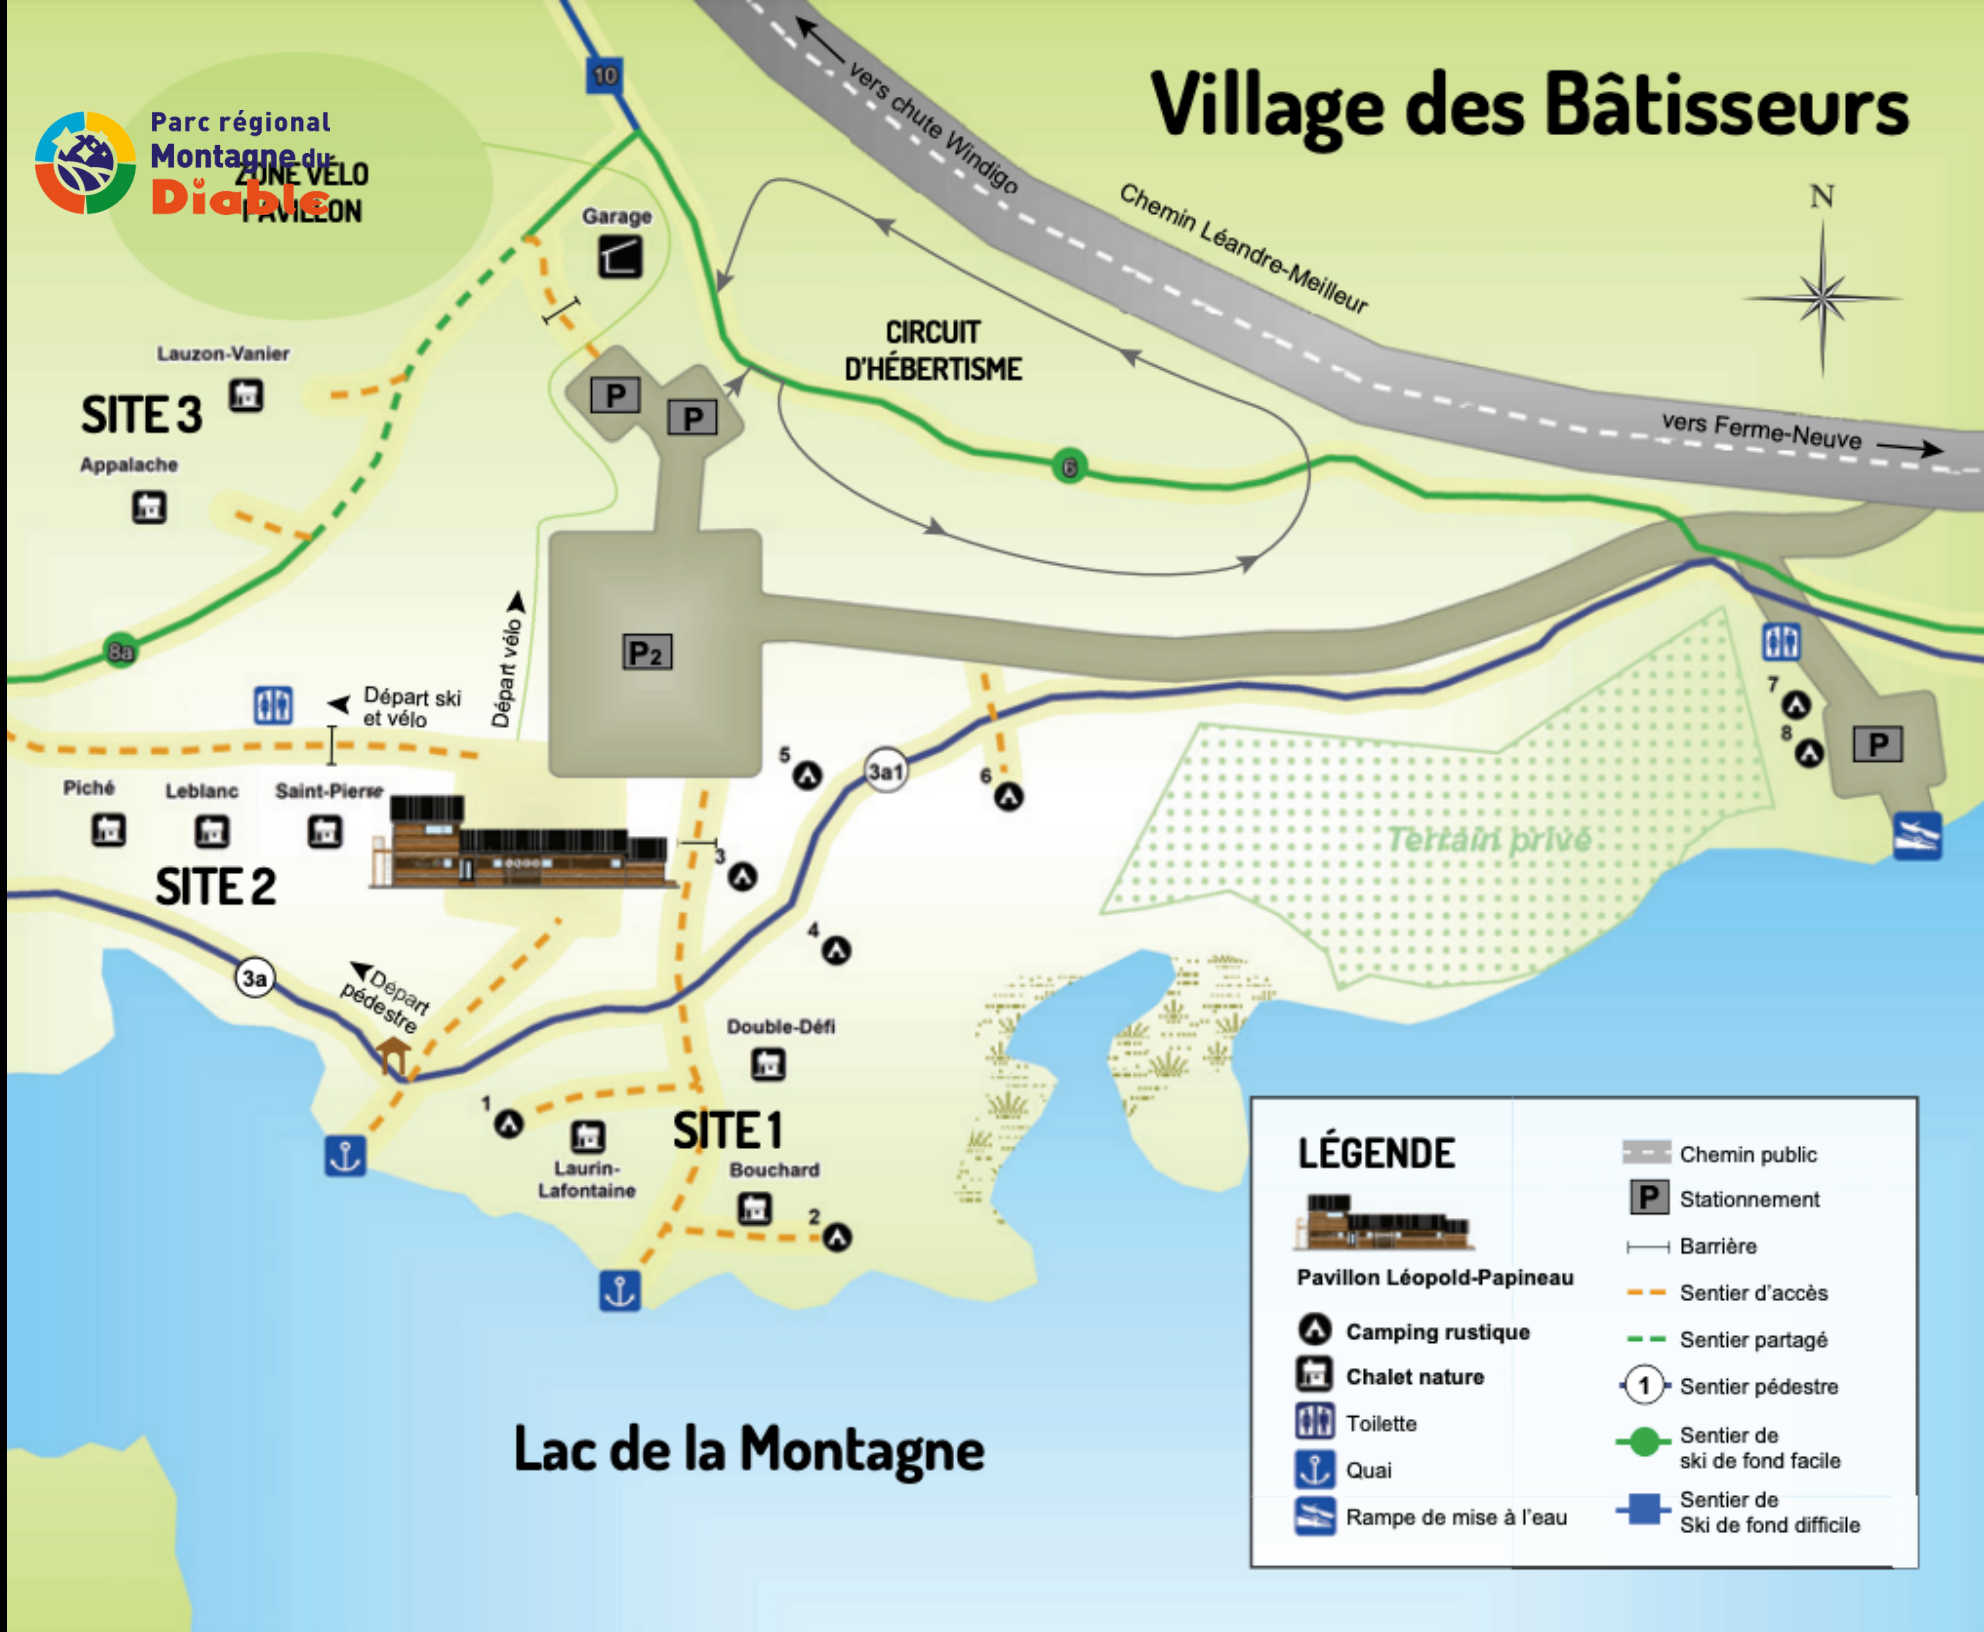 Village des Bâtisseurs
10
vers chute Windigo
Chemin Léandre-Meilleur
N
Parc régional
Montagne du
Diable
ZONE VÉLO
PAVILLON
Garage
CIRCUIT
D'HÉBERTISME
Lauzon-Vanier
SITE 3
P
P
vers Ferme-Neuve
Appalache
6
8a
Départ vélo
P2
Départ ski
et vélo
7
8
P
5
3a1
6
Piché
Leblanc
Saint-Pierre
3
Terrain privé
SITE 2
4
3a
Départ
pédestre
Double-Défi
1
SITE 1
Laurin-
Lafontaine
Bouchard
2
Lac de la Montagne
LÉGENDE
Pavillon Léopold-Papineau
Camping rustique
Chalet nature
Toilette
Quai
Rampe de mise à l'eau
Chemin public
P Stationnement
Barrière
Sentier d'accès
Sentier partagé
1 Sentier pédestre
Sentier de
ski de fond facile
Sentier de
Ski de fond difficile